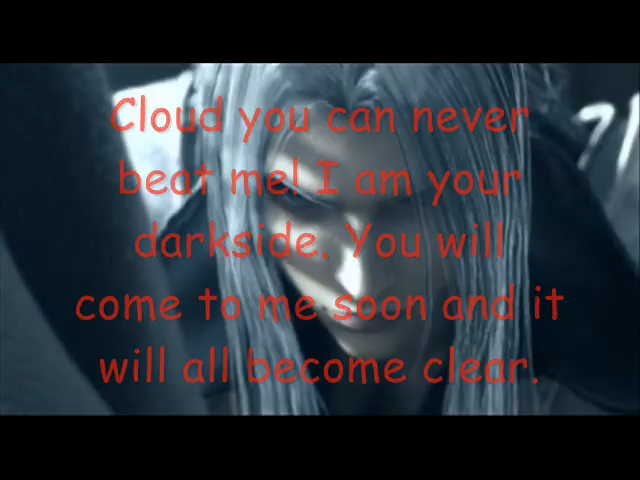 Cloud you can never
beat me! I am your
darkside. You will
come to me soon and it
will all become clear.